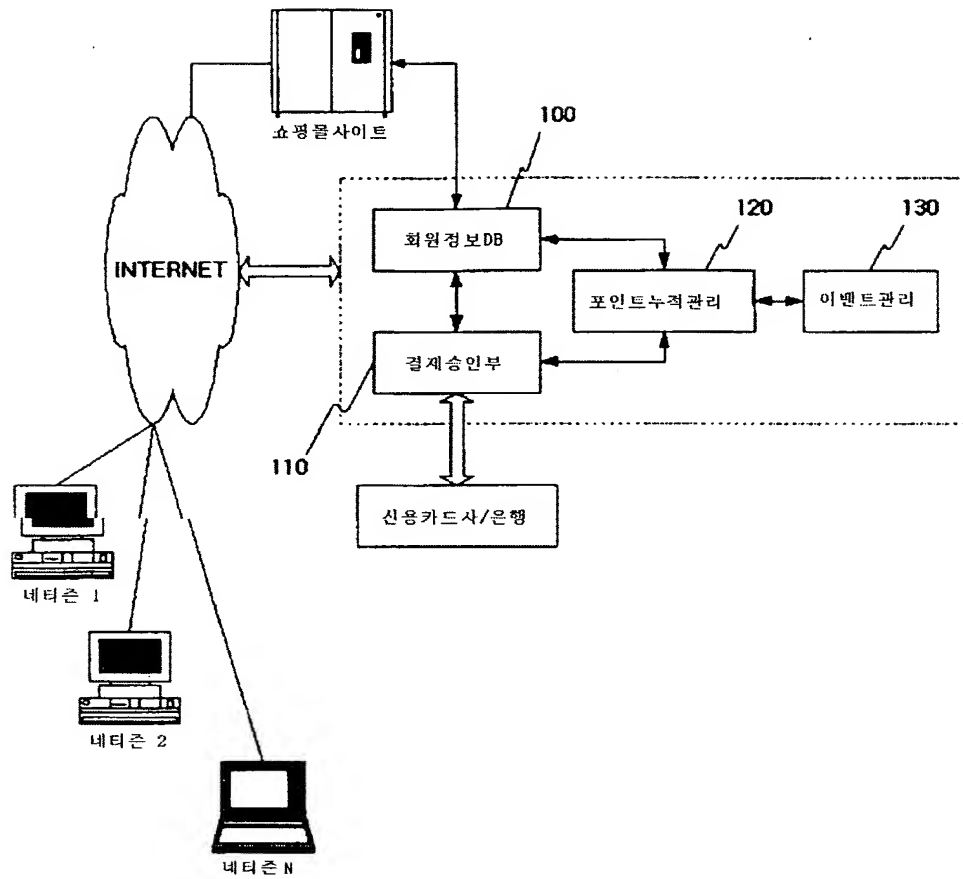 쇼핑몰사이트
100
회원정보DB
120
130
INTERNET
포인트누적관리
이벤트관리
결제승인부
110
신용카드사/은행
네티즌 1
네티즌 2
네티즌 N